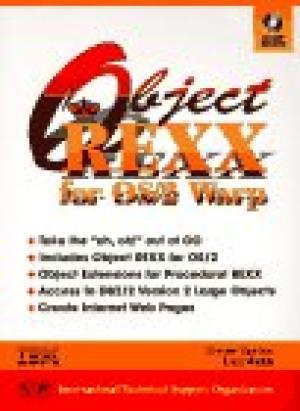 Object
REXX
for OS/2 Warp
Take the "oh, oh!" out of OO
Includes Object REXX for OS/2
Object Extensions for Procedural REXX
Access to DB2/2 Version 2 Large Objects
Create Internet Web Pages
International Technical Support Organization